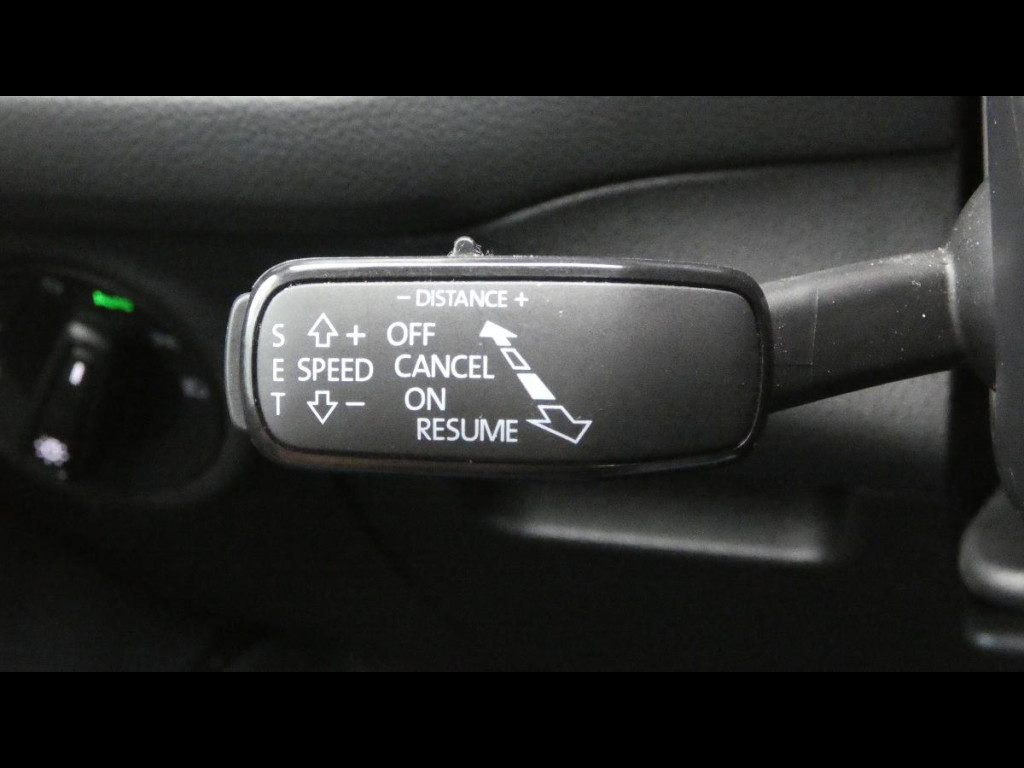 - DISTANCE +
S + OFF
E SPEED CANCEL
T - ON
RESUME